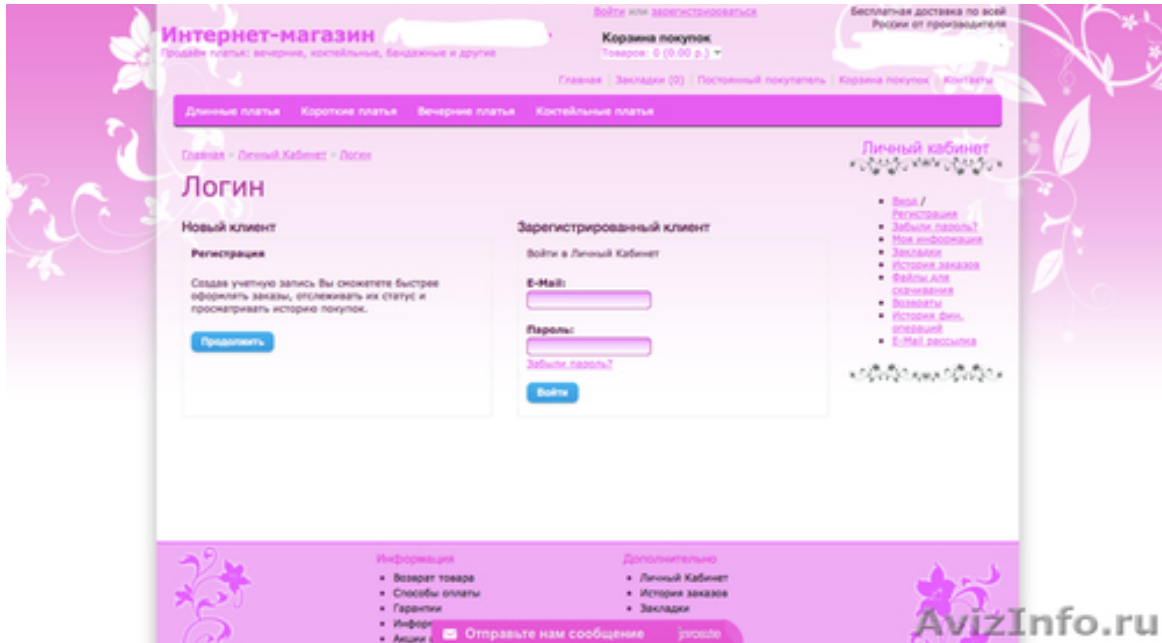 Войти или зарегистрироваться
Бесплатная доставка по всей
России от производителя
Интернет-магазин
Продаём платья: вечерние, коктейльные, бандажные и другие
Корзина покупок
Товаров: 0 (0.00 р.)
Главная | Закладки (0) | Постоянный покупатель | Корзина покупок | Контакты
Длинные платья Короткие платья Вечерние платья Коктейльные платья
Главная » Личный Кабинет » Логин
Логин
Новый клиент
Регистрация
Создав учетную запись Вы сможете быстрее
оформлять заказы, отслеживать их статус и
просматривать историю покупок.
Продолжить
Зарегистрированный клиент
Войти в Личный Кабинет
E-Mail:
Пароль:
Забыли пароль?
Войти
Личный кабинет
Вход /
Регистрация
Забыли пароль?
Моя информация
Закладки
История заказов
Файлы для
скачивания
Возвраты
История фин.
операций
E-Mail рассылка
Информация
Возврат товара
Способы оплаты
Гарантии
Инфор
Акции
Дополнительно
Личный Кабинет
История заказов
Закладки
Отправьте нам сообщение jivosite
AvizInfo.ru